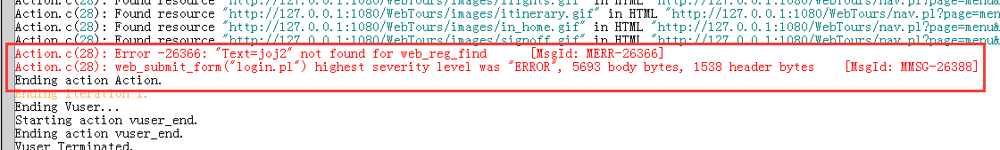 Action.c(28): Found resource "http://127.0.0.1:1080/WebTours/images/flights.gif" in HTML "http://127.0.0.1:1080/WebTours/nav.pl?page=menu&
Action.c(28): Found resource "http://127.0.0.1:1080/WebTours/images/itinerary.gif" in HTML "http://127.0.0.1:1080/WebTours/nav.pl?page=menu
Action.c(28): Found resource "http://127.0.0.1:1080/WebTours/images/in_home.gif" in HTML "http://127.0.0.1:1080/WebTours/nav.pl?page=menu&
Action.c(28): Found resource "http://127.0.0.1:1080/WebTours/images/signoff.gif" in HTML "http://127.0.0.1:1080/WebTours/nav.pl?page=menu&
Action.c(28): Error -26366: "Text=joj2" not found for web_reg_find [MsgId: MERR-26366]
Action.c(28): web_submit_form("login.pl") highest severity level was "ERROR", 5693 body bytes, 1538 header bytes [MsgId: MMSG-26388]
Ending action Action.
Ending iteration 1.
Ending Vuser...
Starting action vuser_end.
Ending action vuser_end.
Vuser Terminated.